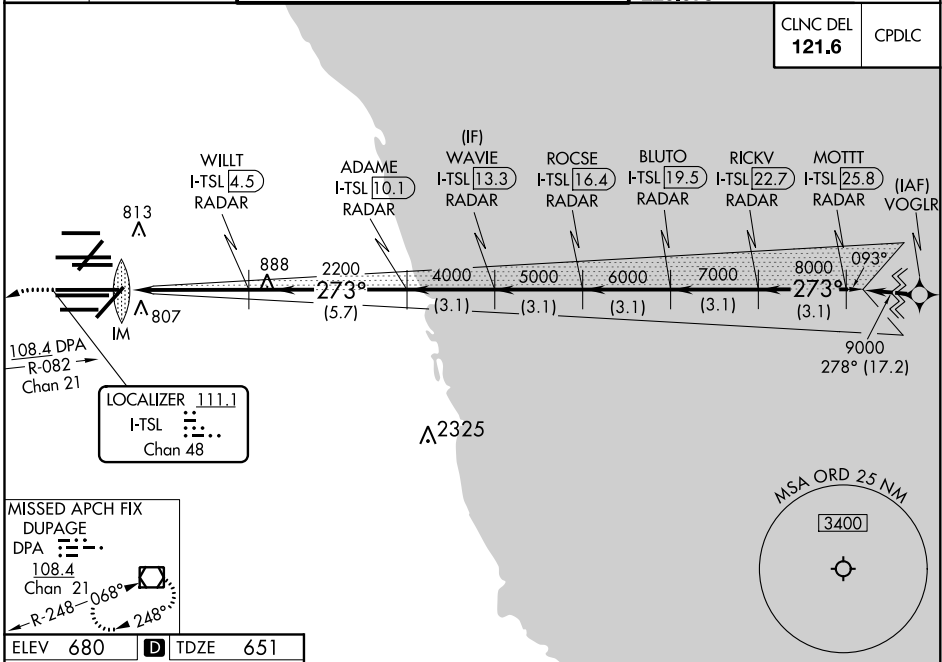 CLNC DEL
121.6
CPDLC
WILLT
I-TSL 4.5
RADAR
ADAME
I-TSL 10.1
RADAR
(IF)
WAVIE
I-TSL 13.3
RADAR
ROCSE
I-TSL 16.4
RADAR
BLUTO
I-TSL 19.5
RADAR
RICKV
I-TSL 22.7
RADAR
MOTTT
I-TSL 25.8
RADAR
(IAF)
VOGLR
813
888
807
IM
2200
273°
(5.7)
4000
(3.1)
5000
(3.1)
6000
(3.1)
7000
(3.1)
8000
273°
(3.1)
093°
9000
278° (17.2)
108.4 DPA
R-082
Chan 21
LOCALIZER 111.1
I-TSL
Chan 48
2325
MISSED APCH FIX
DUPAGE
DPA
108.4
Chan 21
R-248
068°
248°
MSA ORD 25 NM
3400
ELEV 680
D
TDZE 651